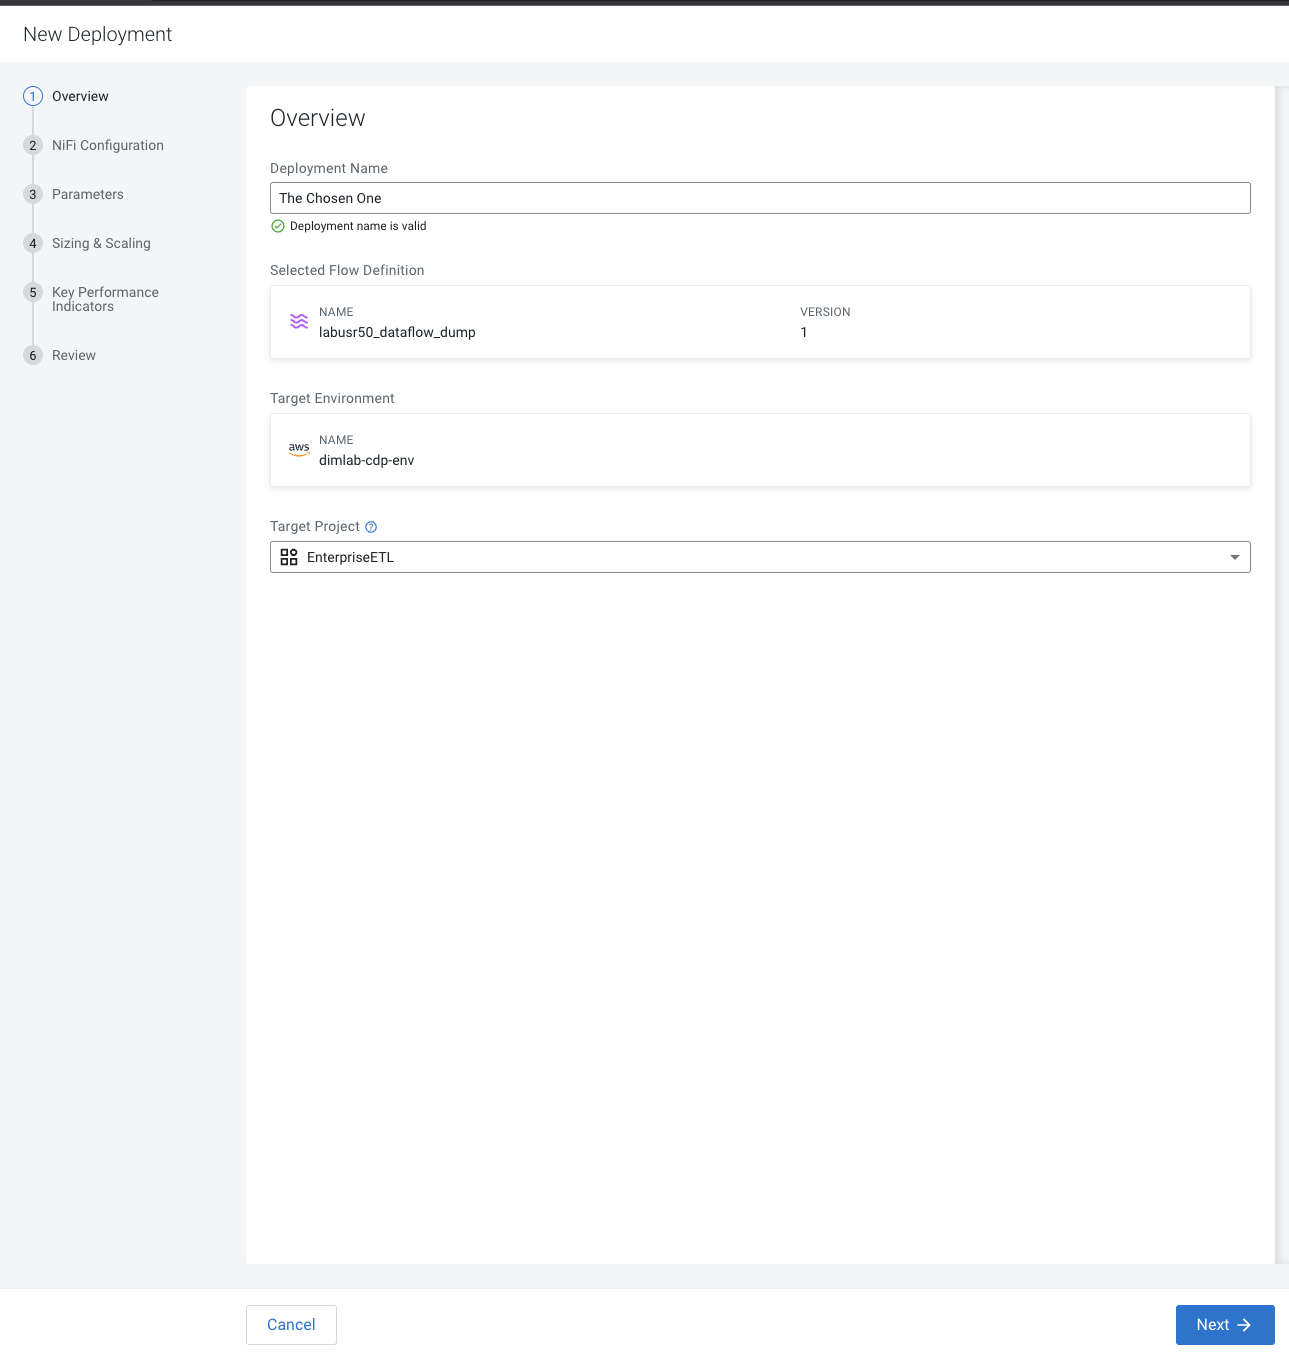 New Deployment
1 Overview
2 NiFi Configuration
3 Parameters
4 Sizing & Scaling
5 Key Performance
Indicators
6 Review
Overview
Deployment Name
The Chosen One
Deployment name is valid
Selected Flow Definition
NAME
labusr50_dataflow_dump
VERSION
1
Target Environment
aws
NAME
dimlab-cdp-env
Target Project ?
EnterpriseETL
Cancel
Next